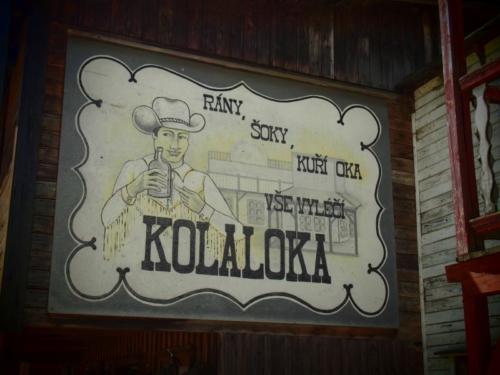 RÁNY,
ŠOKY,
KUŘÍ OKA
VŠE VYLÉČÍ
KOLALOKA